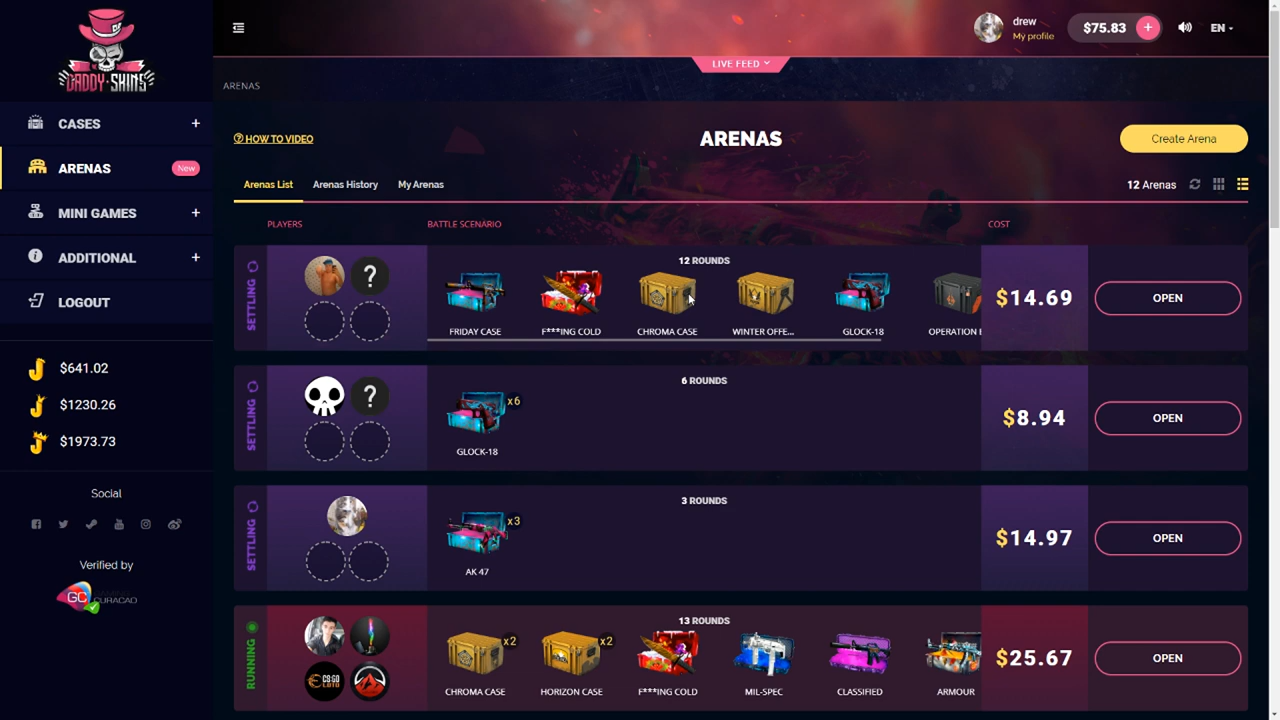 DADDY SKINS
drew
My profile
$75.83
EN
LIVE FEED
ARENAS
CASES
ARENAS
New
MINI GAMES
ADDITIONAL
LOGOUT
$641.02
$1230.26
$1973.73
Social
Verified by
GC
CURACAO
HOW TO VIDEO
ARENAS
Create Arena
Arenas List
Arenas History
My Arenas
12 Arenas
PLAYERS
BATTLE SCENARIO
COST
SETTLING
?
12 ROUNDS
FRIDAY CASE
F***ING COLD
CHROMA CASE
WINTER OFFE...
GLOCK-18
OPERATION
$14.69
OPEN
SETTLING
?
6 ROUNDS
x6
GLOCK-18
$8.94
OPEN
SETTLING
3 ROUNDS
x3
AK 47
$14.97
OPEN
RUNNING
CS:GO
LOTO
13 ROUNDS
x2
x2
CHROMA CASE
HORIZON CASE
F***ING COLD
MIL-SPEC
CLASSIFIED
ARMOUR
$25.67
OPEN